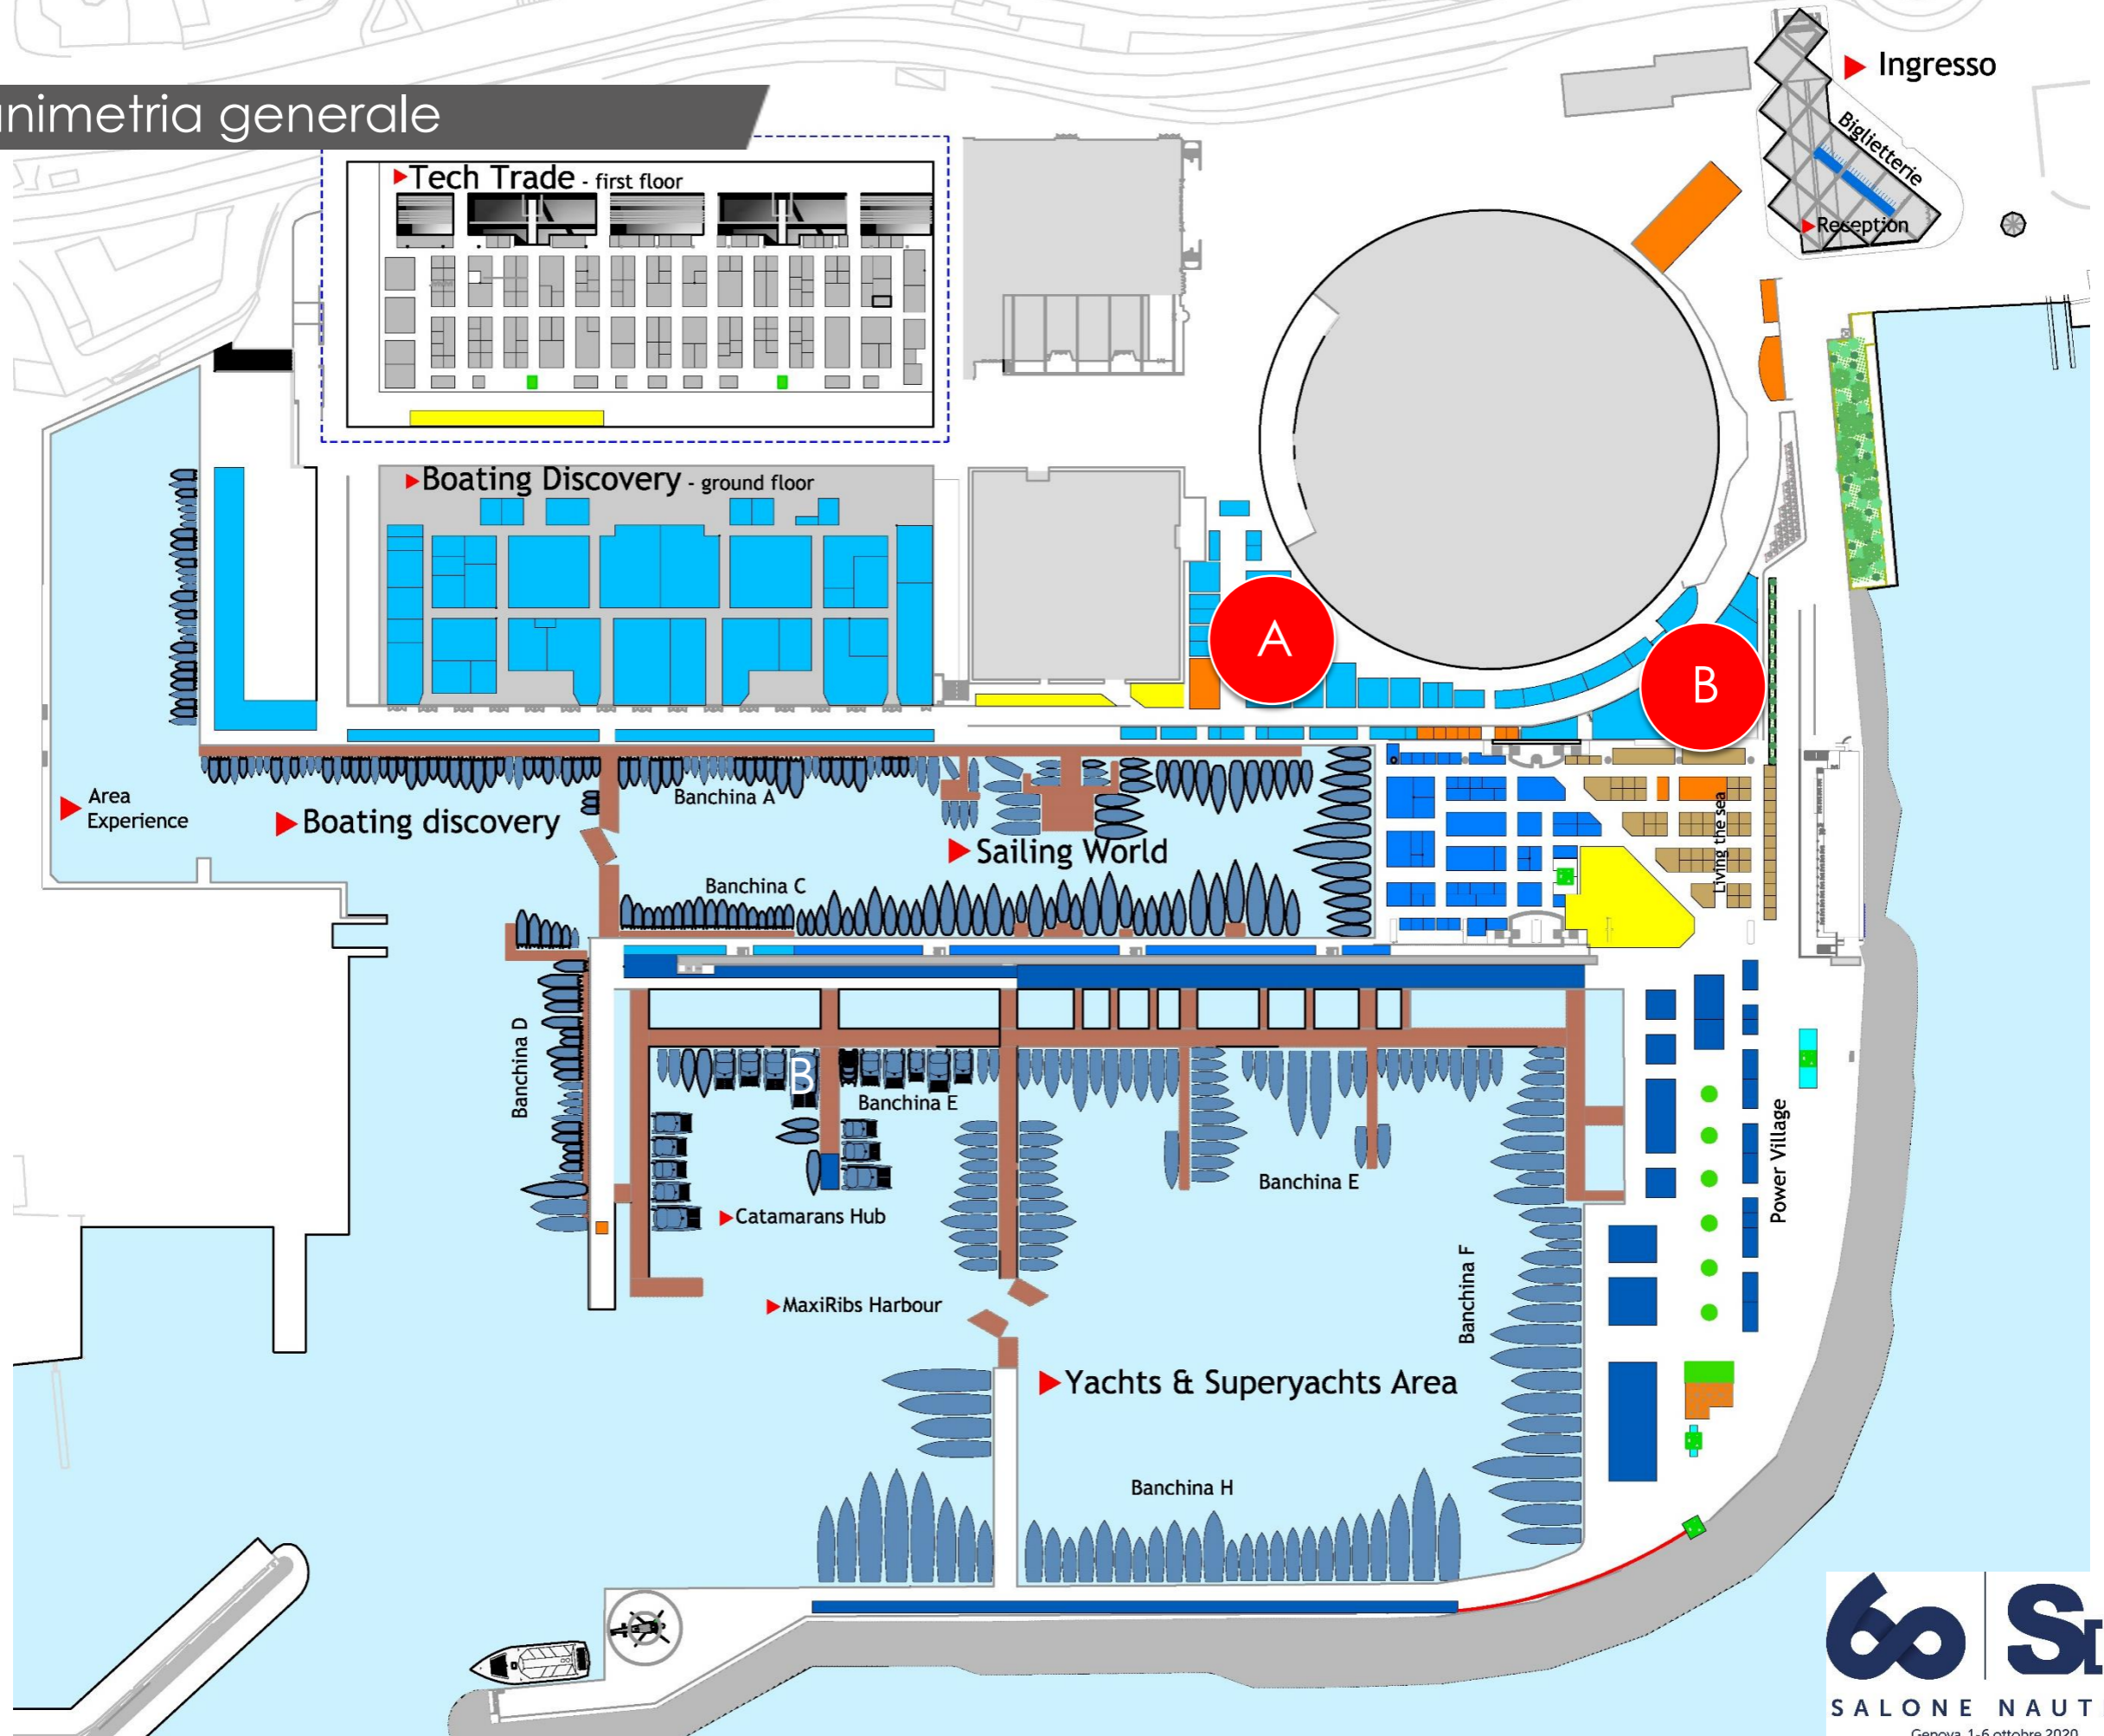 Ingresso
animetria generale
Biglietterie
Tech Trade - first floor
Reception
Boating Discovery - ground floor
A
B
Area
Experience
Boating discovery
Banchina A
Sailing World
Living the sea
Banchina C
Banchina D
B
Banchina E
Power Village
Banchina E
Catamarans Hub
Banchina F
MaxiRibs Harbour
Yachts & Superyachts Area
Banchina H
60 S
SALONE NAUT
Genova, 1-6 ottobre 2020